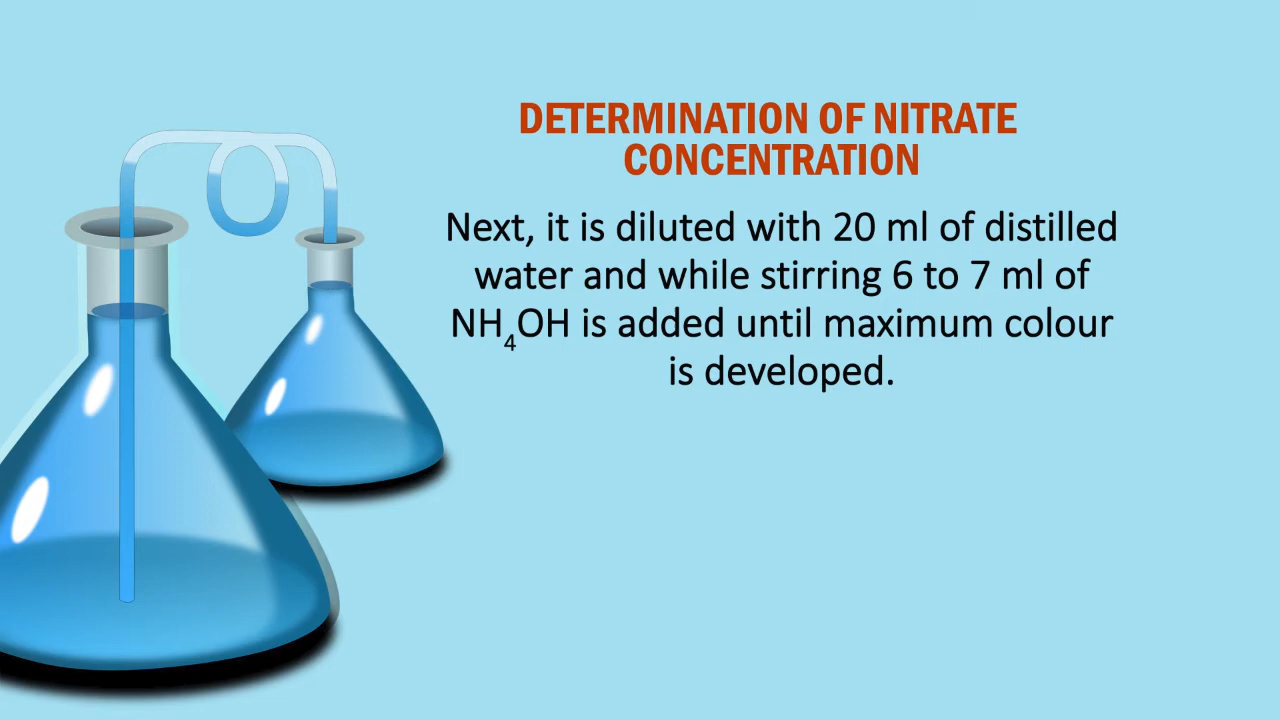 DETERMINATION OF NITRATE
CONCENTRATION
Next, it is diluted with 20 ml of distilled
water and while stirring 6 to 7 ml of
NH₄OH is added until maximum colour
is developed.